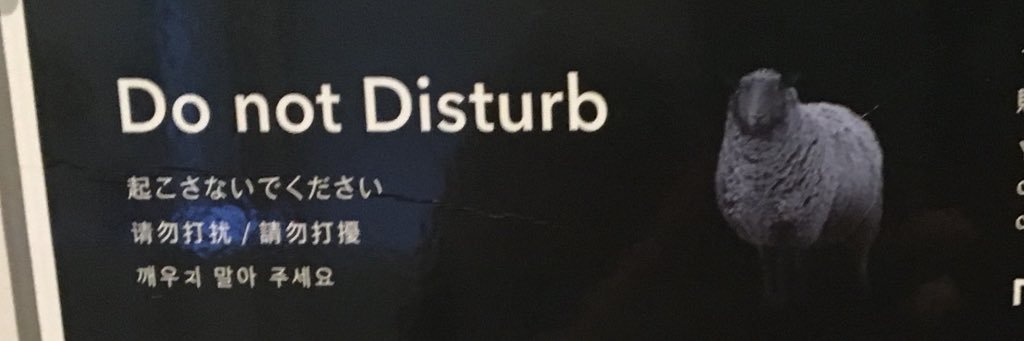 Do not Disturb
起こさないでください
请勿打扰 / 請勿打擾
깨우지 말아 주세요